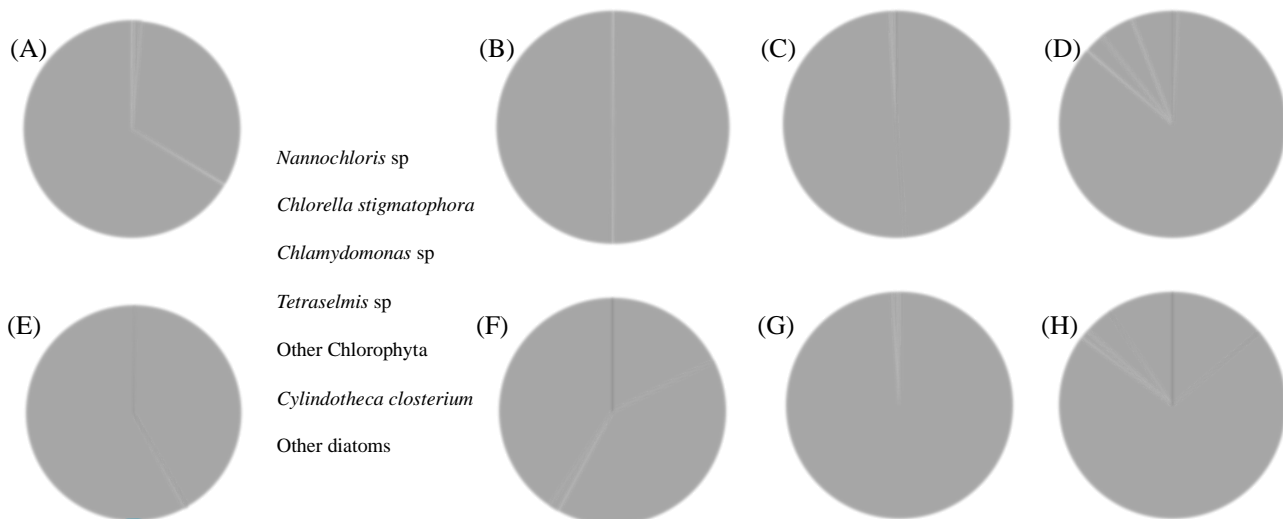 (A)
(B)
(C)
(D)
Nannochloris sp
Chlorella stigmatophora
Chlamydomonas sp
Tetraselmis sp
Other Chlorophyta
Cylindotheca closterium
Other diatoms
(E)
(F)
(G)
(H)